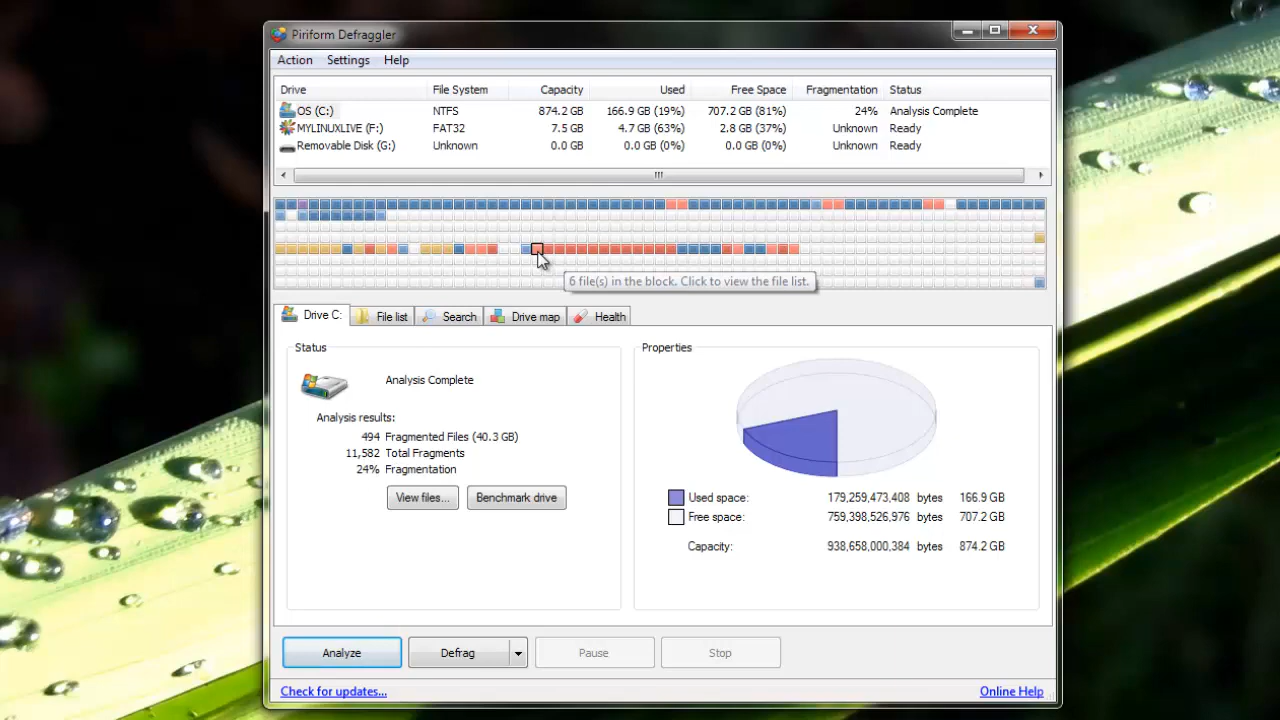 Piriform Defraggler
Action Settings Help
Drive File System Capacity Used Free Space Fragmentation Status
OS (C:) NTFS 874.2 GB 166.9 GB (19%) 707.2 GB (81%) 24% Analysis Complete
MYLINUXLIVE (F:) FAT32 7.5 GB 4.7 GB (63%) 2.8 GB (37%) Unknown Ready
Removable Disk (G:) Unknown 0.0 GB 0.0 GB (0%) 0.0 GB (0%) Unknown Ready
6 file(s) in the block. Click to view the file list.
Drive C: File list Search Drive map Health
Status
Analysis Complete
Analysis results:
494 Fragmented Files (40.3 GB)
11,582 Total Fragments
24% Fragmentation
View files... Benchmark drive
Properties
Used space: 179,259,473,408 bytes 166.9 GB
Free space: 759,398,526,976 bytes 707.2 GB
Capacity: 938,658,000,384 bytes 874.2 GB
Analyze Defrag Pause Stop
Check for updates... Online Help